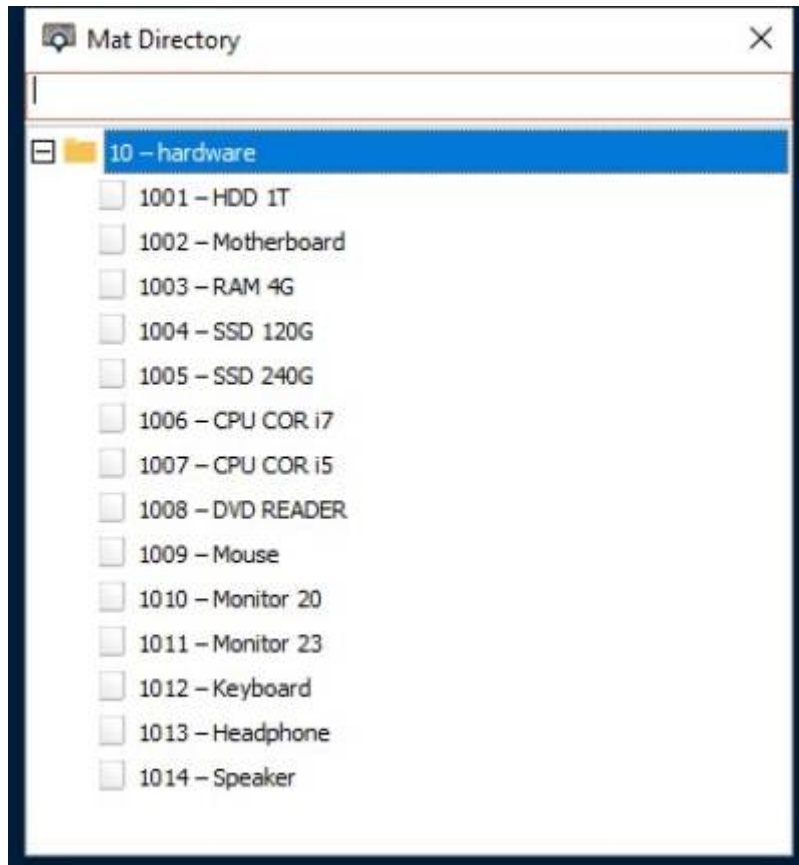 Mat Directory
10 – hardware
1001 – HDD 1T
1002 – Motherboard
1003 – RAM 4G
1004 – SSD 120G
1005 – SSD 240G
1006 – CPU COR i7
1007 – CPU COR i5
1008 – DVD READER
1009 – Mouse
1010 – Monitor 20
1011 – Monitor 23
1012 – Keyboard
1013 – Headphone
1014 – Speaker